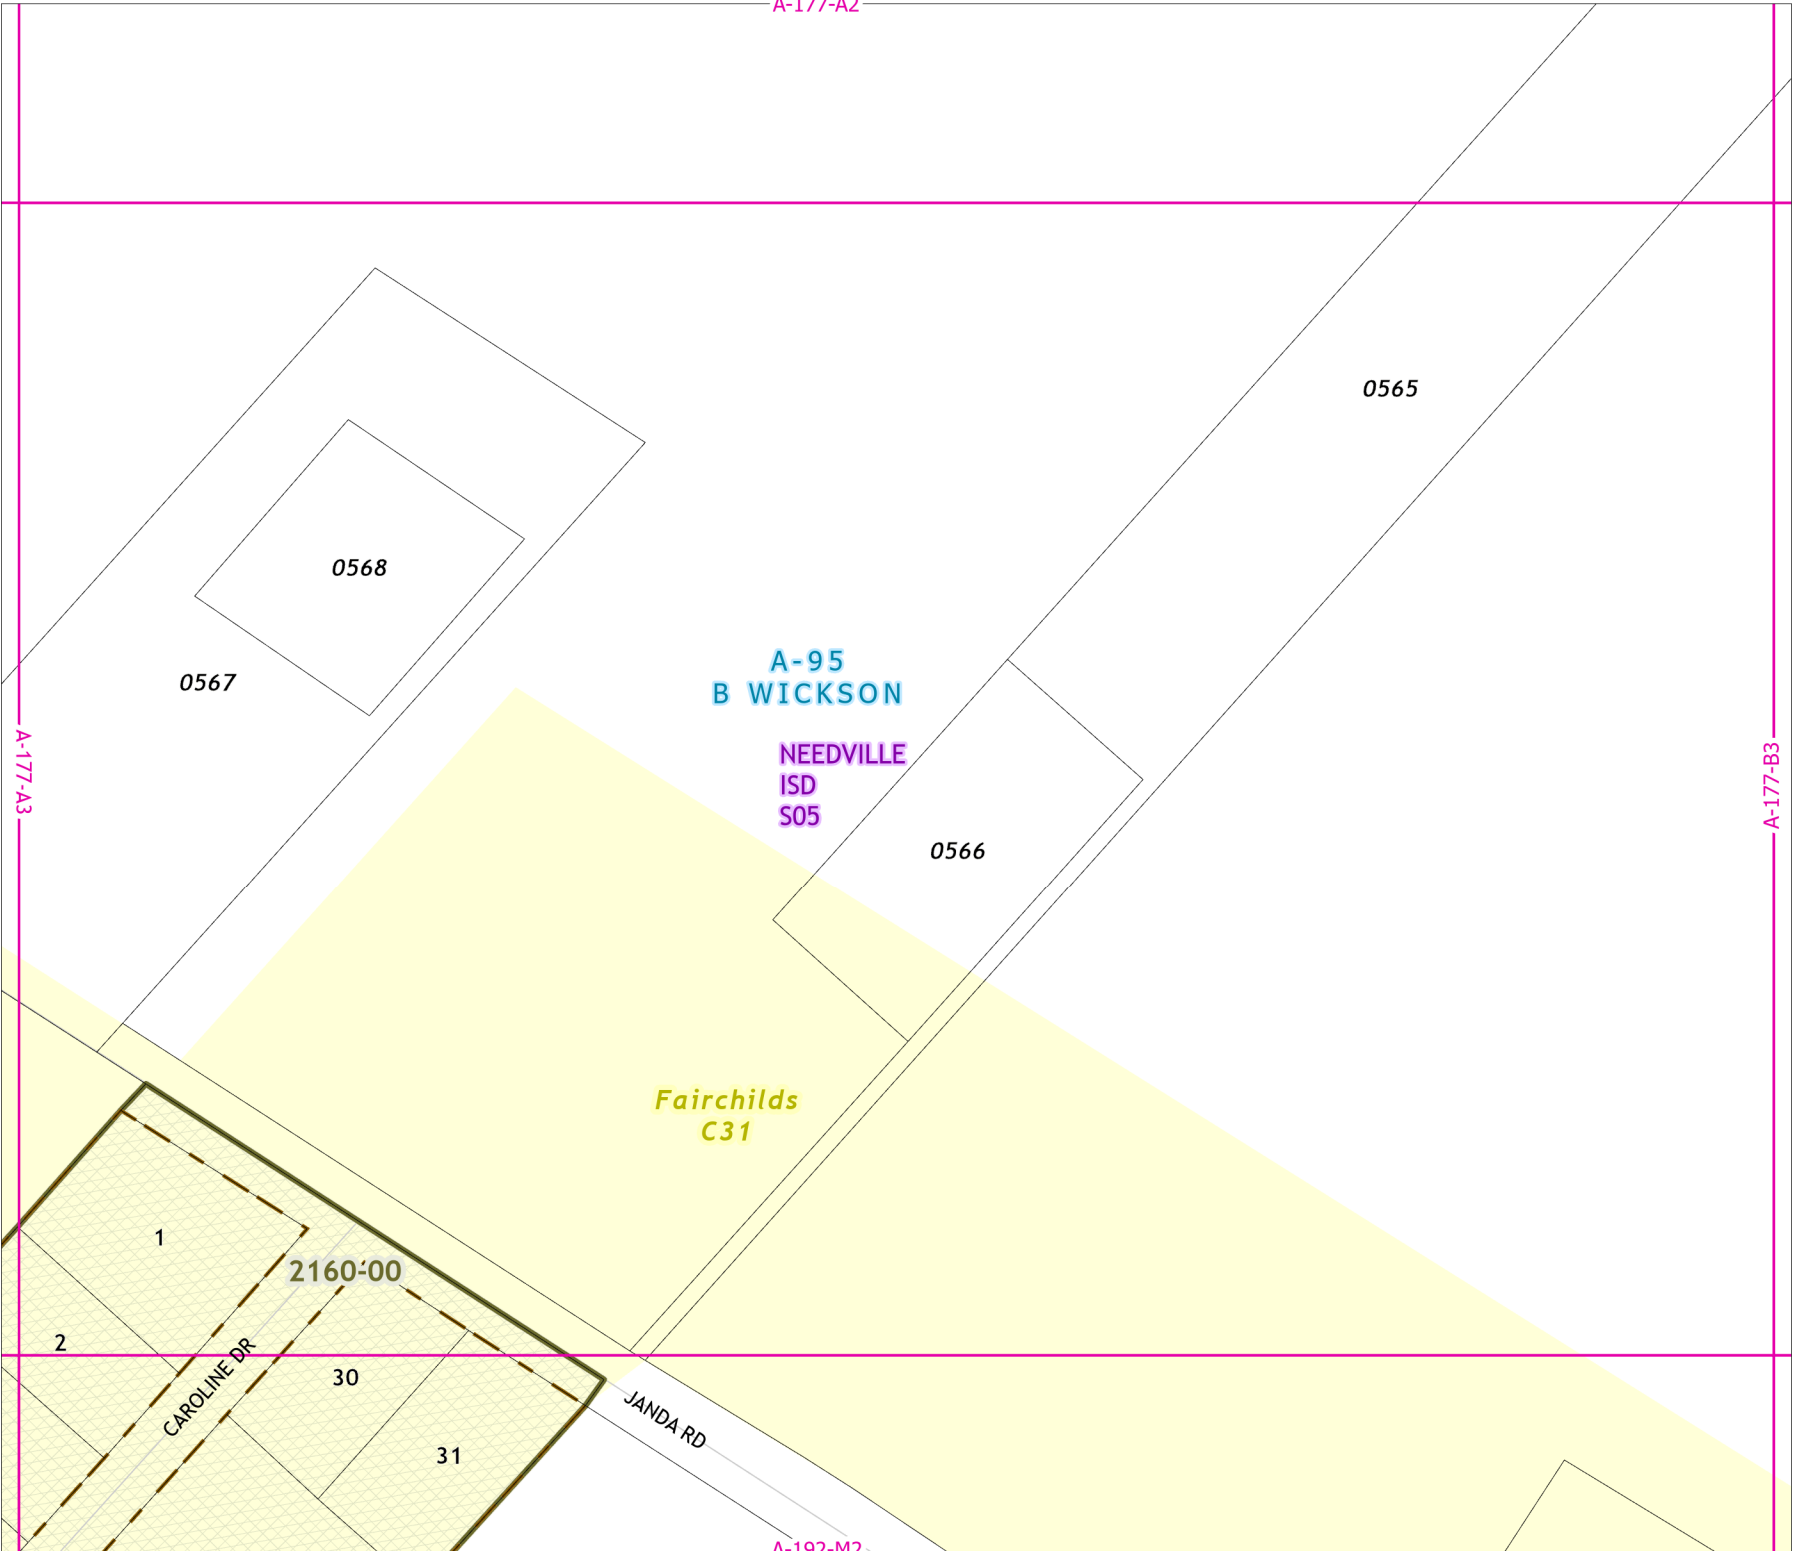 A-177-A2
0565
0568
A-95
B WICKSON
0567
NEEDVILLE
ISD
S05
A-177-A3
A-177-B3
0566
Fairchilds
C31
1
2160-00
2
30
CAROLINE DR
JANDA RD
31
A-192-M2